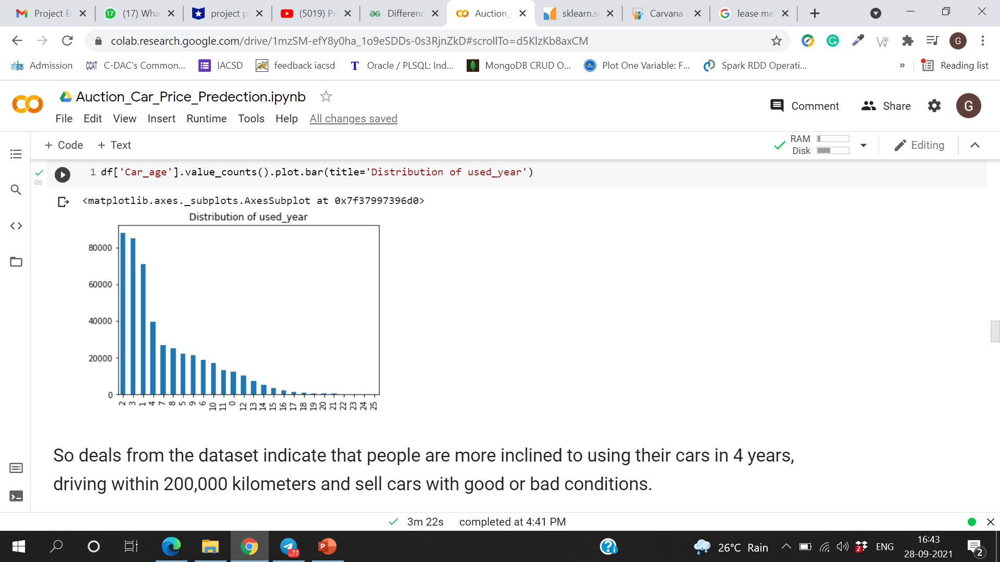 Project E
(17) Wha
project p
(5019) Pr
Differenc
Auction_
sklearn.s
Carvana
lease me
colab.research.google.com/drive/1mzSM-efY8y0ha_1o9eSDDs-0s3RjnZkD#scrollTo=d5KlzKb8axCM
G
Admission
CCAT C-DAC's Common...
IACSD
feedback iacsd
T Oracle / PLSQL: Ind...
MongoDB CRUD O...
Plot One Variable: F...
Spark RDD Operati...
»
Reading list
Auction_Car_Price_Predection.ipynb
Comment
Share
G
File Edit View Insert Runtime Tools Help All changes saved
+ Code + Text
RAM
Disk
Editing
0s
1 df['Car_age'].value_counts().plot.bar(title='Distribution of used_year')
<matplotlib.axes._subplots.AxesSubplot at 0x7f37997396d0>
Distribution of used_year
80000
60000
40000
20000
0
2 3 1 4 7 8 5 9 6 10 11 0 12 13 14 15 16 17 18 19 20 21 22 23 24 25
So deals from the dataset indicate that people are more inclined to using their cars in 4 years,
driving within 200,000 kilometers and sell cars with good or bad conditions.
3m 22s completed at 4:41 PM
..77
P
26°C Rain
2
ENG
16:43
28-09-2021
2